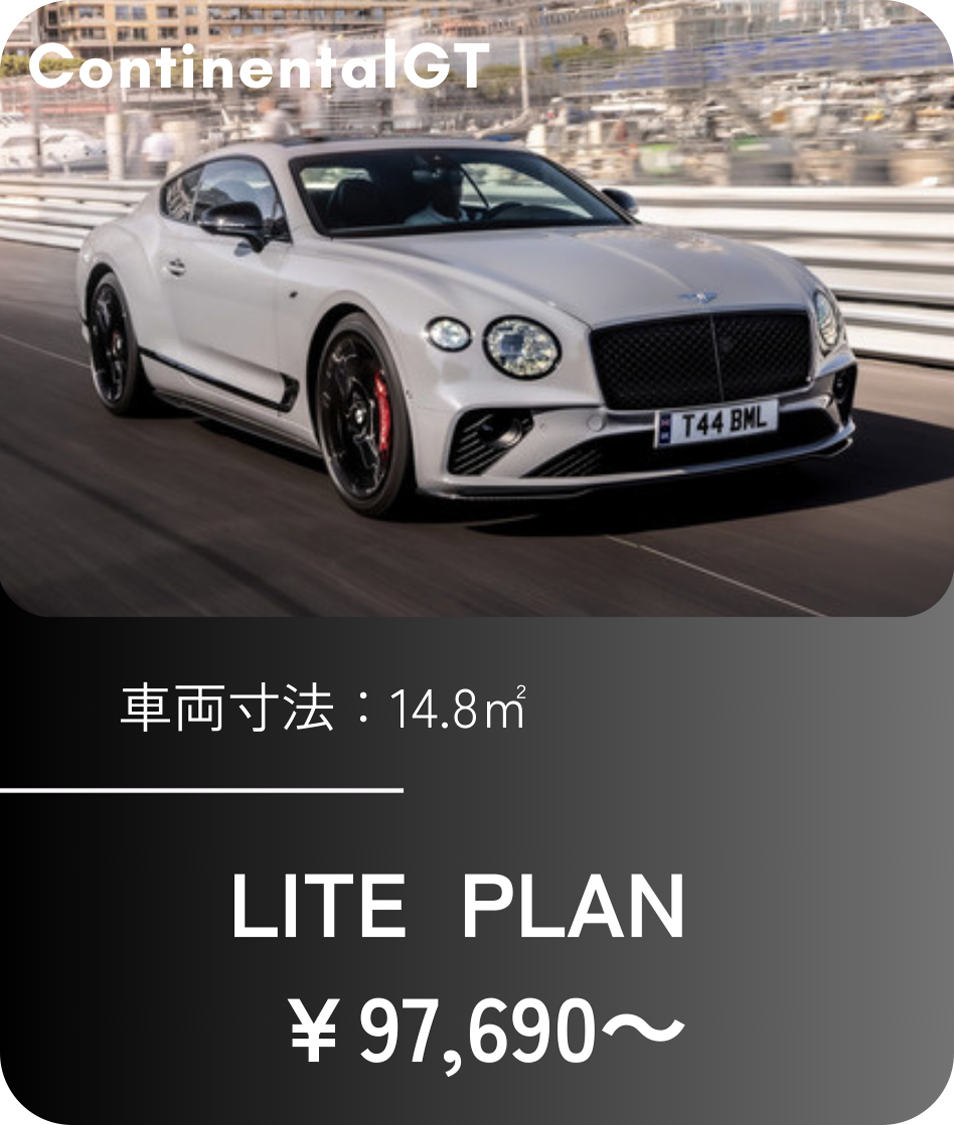 ContinentalGT
T44 BML
車両寸法：14.8㎡
LITE PLAN
¥97,690～